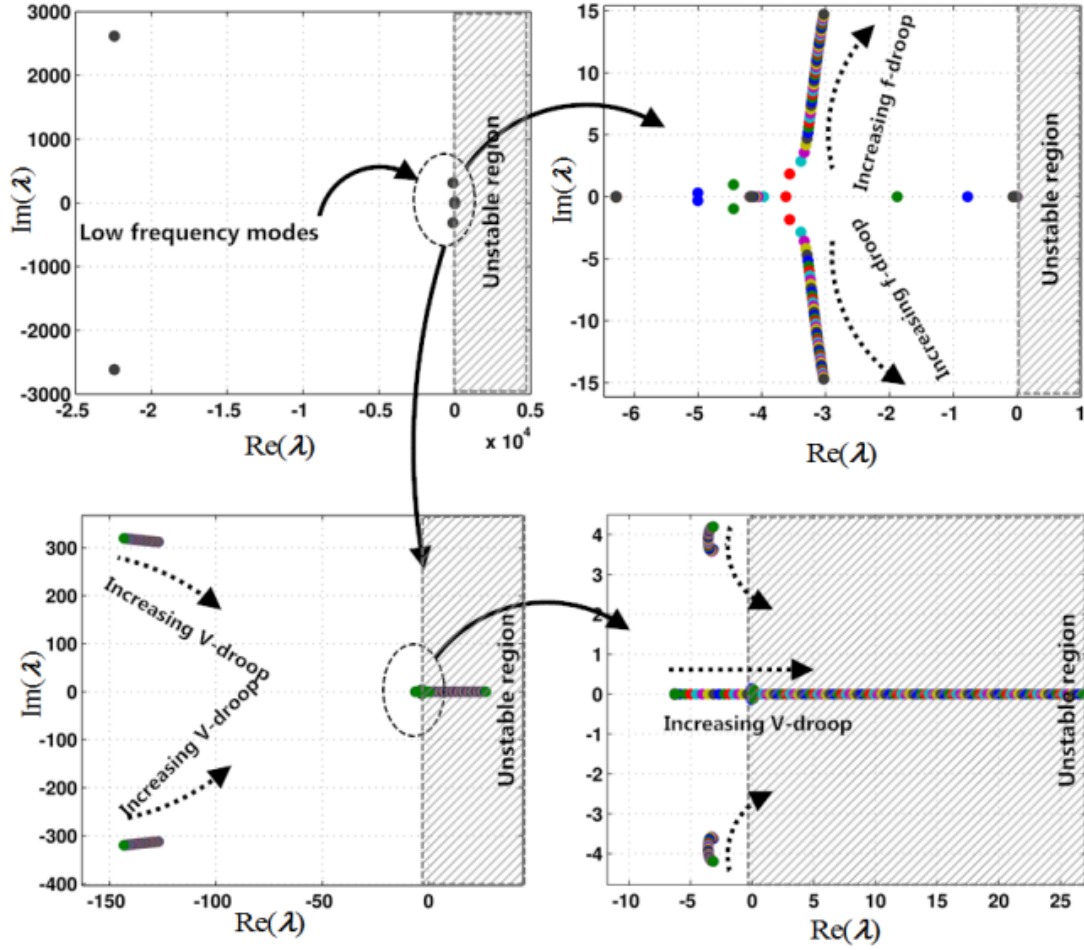 3000
2000
1000
0
-1000
-2000
-3000
Im(λ)
Low frequency modes
Unstable region
-2.5 -2 -1.5 -1 -0.5 0 0.5
x 10^4
Re(λ)
15
10
5
0
-5
-10
-15
Im(λ)
Increasing f-droop
Increasing f-droop
Unstable region
-6 -5 -4 -3 -2 -1 0 1
Re(λ)
300
200
100
0
-100
-200
-300
-400
Im(λ)
Increasing V-droop
Increasing V-droop
Unstable region
-150 -100 -50 0
Re(λ)
4
3
2
1
0
-1
-2
-3
-4
Increasing V-droop
Unstable region
-10 -5 0 5 10 15 20 25
Re(λ)